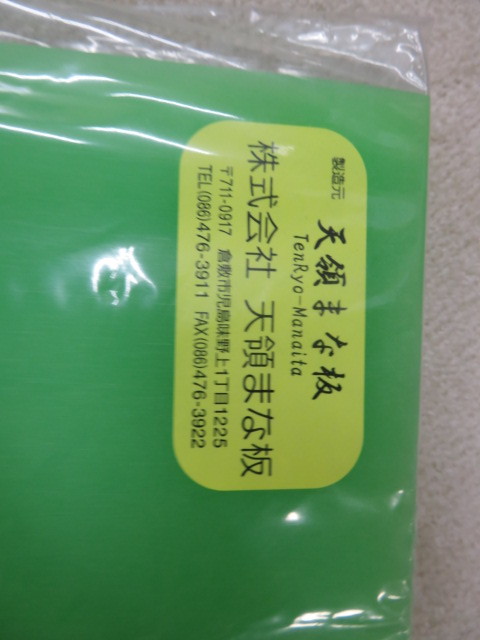 製造元
天領まな板
TenRyo-Manaita
株式会社 天領まな板
〒711-0917 倉敷市児島味野上1丁目1225
TEL(086)476-3911 FAX(086)476-3922